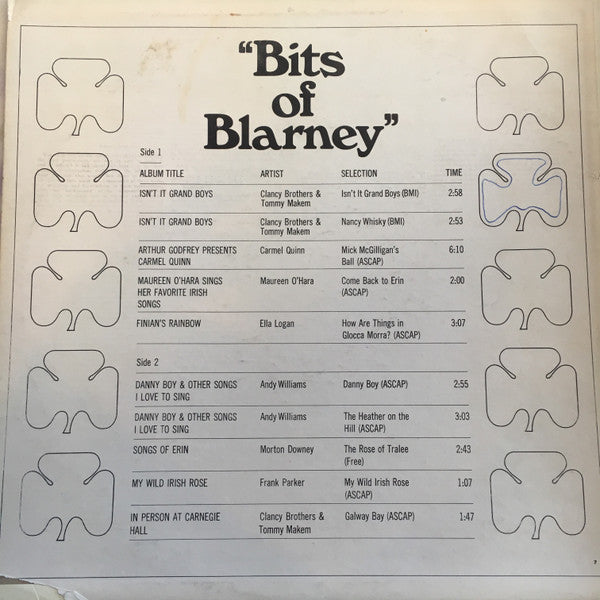 "Bits
of
Blarney"
Side 1
ALBUM TITLE ARTIST SELECTION TIME
ISN'T IT GRAND BOYS Clancy Brothers & Isn't It Grand Boys (BMI) 2:58
Tommy Makem
ISN'T IT GRAND BOYS Clancy Brothers & Nancy Whisky (BMI) 2:53
Tommy Makem
ARTHUR GODFREY PRESENTS Carmel Quinn Mick McGilligan's 6:10
CARMEL QUINN Ball (ASCAP)
MAUREEN O'HARA SINGS Maureen O'Hara Come Back to Erin 2:00
HER FAVORITE IRISH (ASCAP)
SONGS
FINIAN'S RAINBOW Ella Logan How Are Things in 3:07
Glocca Morra? (ASCAP)
Side 2
DANNY BOY & OTHER SONGS Andy Williams Danny Boy (ASCAP) 2:55
I LOVE TO SING
DANNY BOY & OTHER SONGS Andy Williams The Heather on the 3:03
I LOVE TO SING Hill (ASCAP)
SONGS OF ERIN Morton Downey The Rose of Tralee 2:43
(Free)
MY WILD IRISH ROSE Frank Parker My Wild Irish Rose 1:07
(ASCAP)
IN PERSON AT CARNEGIE Clancy Brothers & Galway Bay (ASCAP) 1:47
HALL Tommy Makem